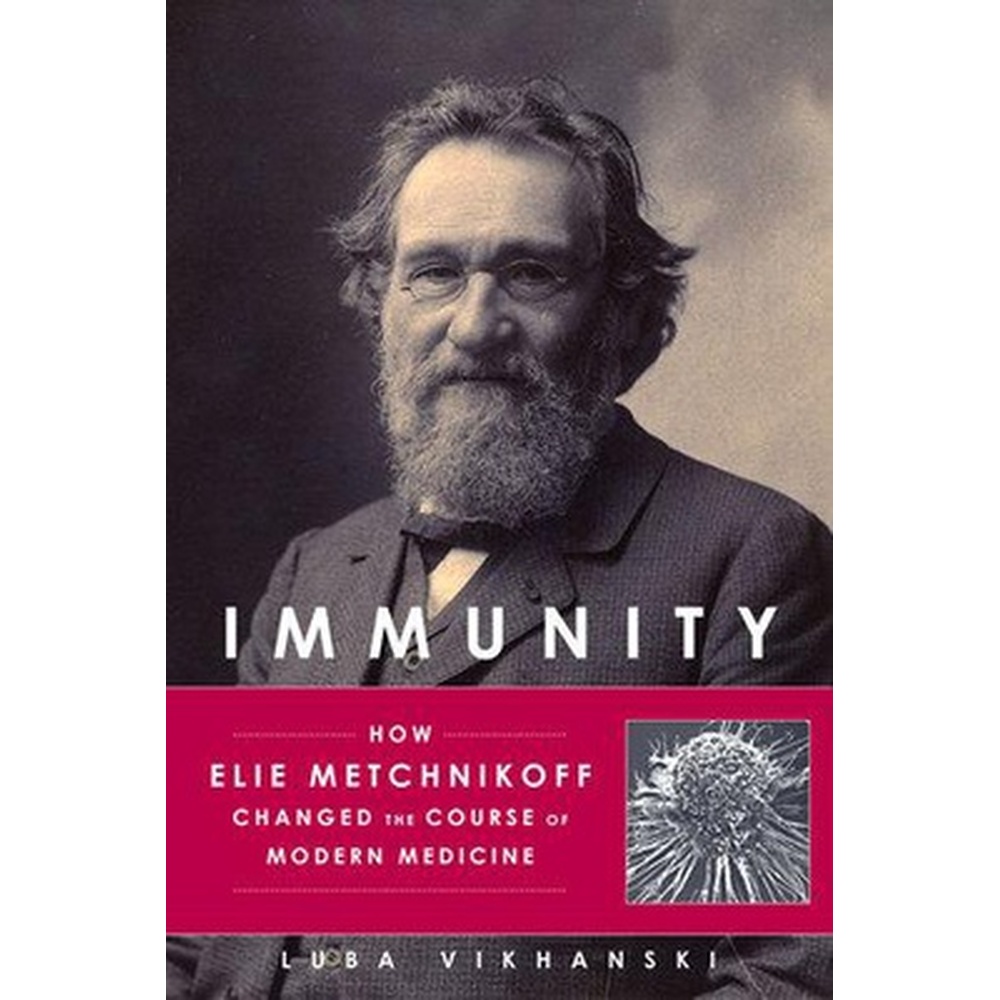 IMMUNITY
HOW
ELIE METCHNIKOFF
CHANGED THE COURSE OF
MODERN MEDICINE
LUBA VIKHANSKI